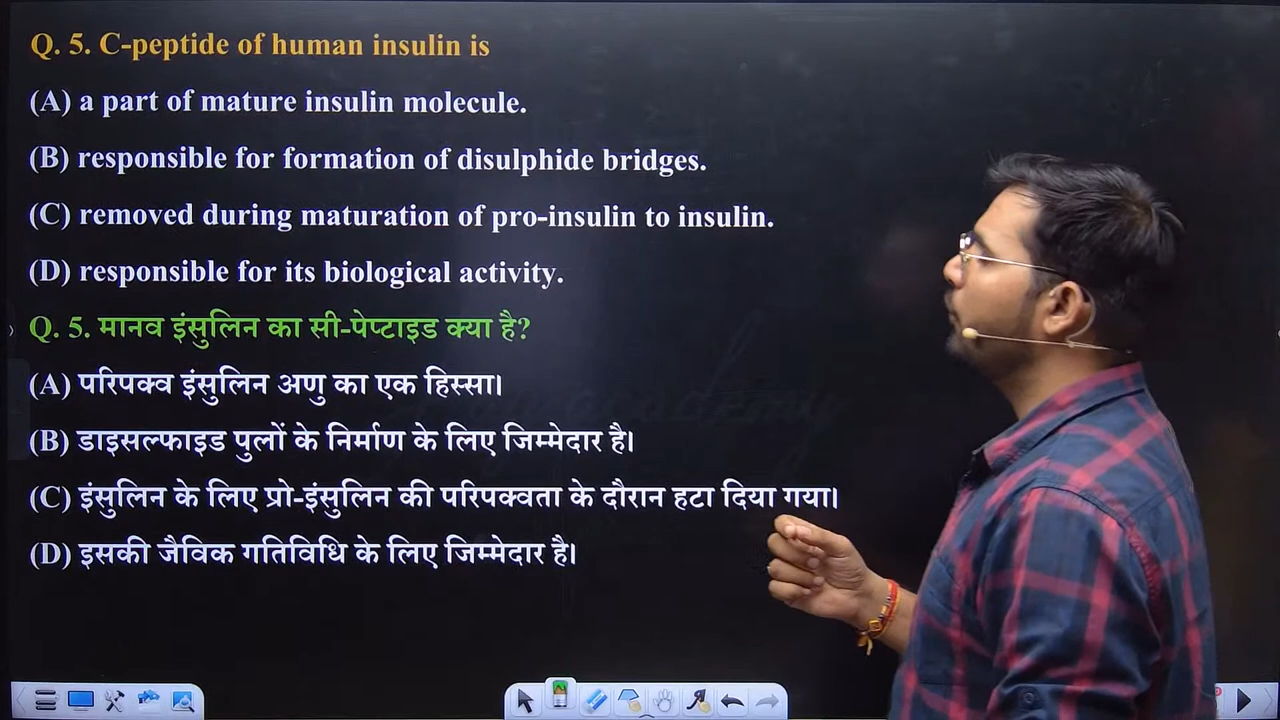 Q. 5. C-peptide of human insulin is
(A) a part of mature insulin molecule.
(B) responsible for formation of disulphide bridges.
(C) removed during maturation of pro-insulin to insulin.
(D) responsible for its biological activity.
Q. 5. मानव इंसुलिन का सी-पेप्टाइड क्या है?
(A) परिपक्व इंसुलिन अणु का एक हिस्सा।
(B) डाइसल्फाइड पुलों के निर्माण के लिए जिम्मेदार है।
(C) इंसुलिन के लिए प्रो-इंसुलिन की परिपक्वता के दौरान हटा दिया गया।
(D) इसकी जैविक गतिविधि के लिए जिम्मेदार है।